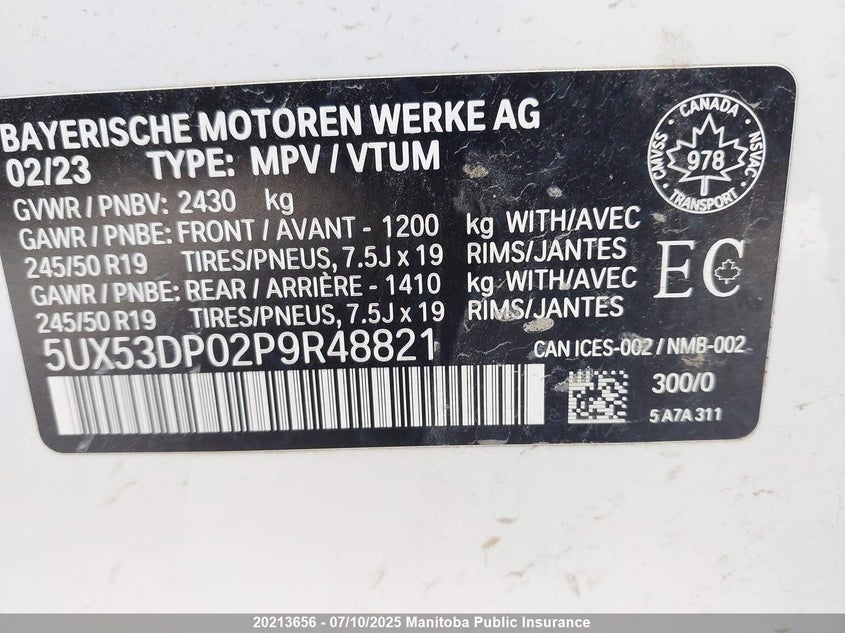 BAYERISCHE MOTOREN WERKE AG
02/23 TYPE: MPV / VTUM
GVWR / PNBV: 2430 kg
GAWR / PNBE: FRONT / AVANT - 1200 kg WITH/AVEC
245/50 R19 TIRES/PNEUS, 7.5J x 19 RIMS/JANTES
GAWR / PNBE: REAR / ARRIÈRE - 1410 kg WITH/AVEC
245/50 R19 TIRES/PNEUS, 7.5J x 19 RIMS/JANTES
5UX53DP02P9R48821
CANADA
CMVSS
978
NSVAC
TRANSPORT
EC
CAN ICES-002 / NMB-002
300/0
5 A7A 311
20213656 - 07/10/2025 Manitoba Public Insurance